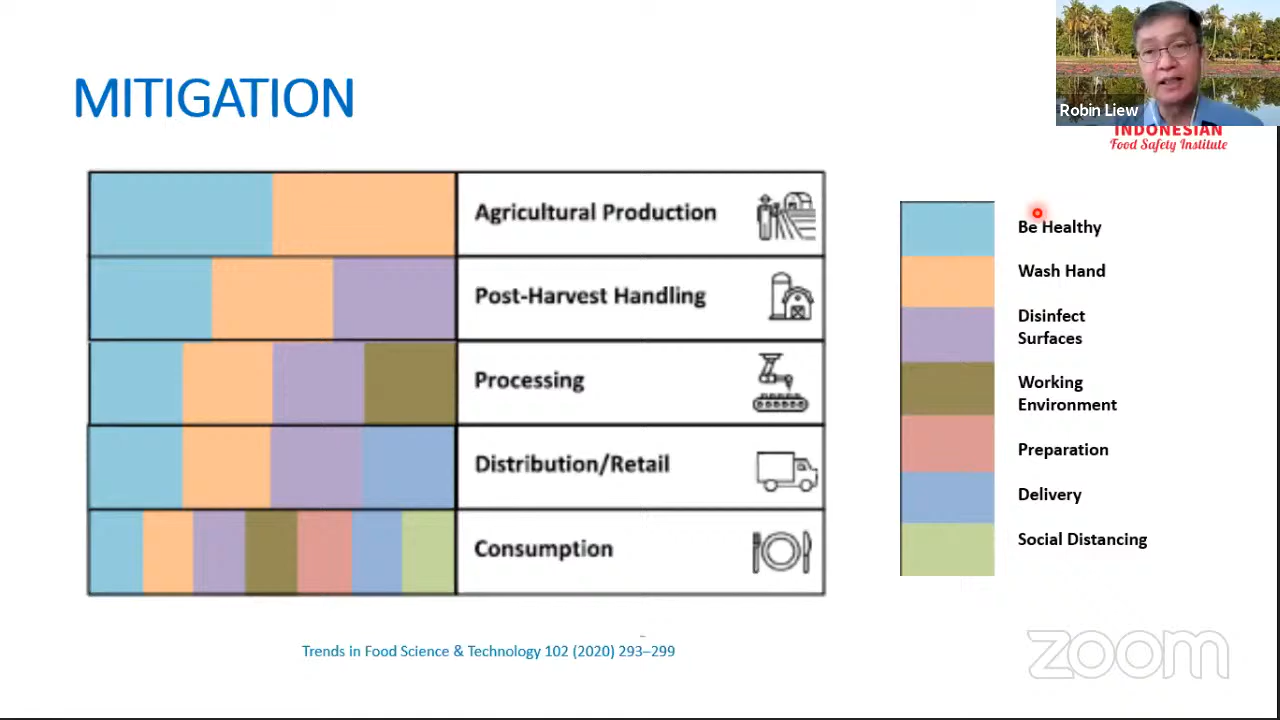 MITIGATION
Robin Liew
INDONESIAN
Food Safety Institute
Agricultural Production
Post-Harvest Handling
Processing
Distribution/Retail
Consumption
Be Healthy
Wash Hand
Disinfect
Surfaces
Working
Environment
Preparation
Delivery
Social Distancing
Trends in Food Science & Technology 102 (2020) 293–299
zoom